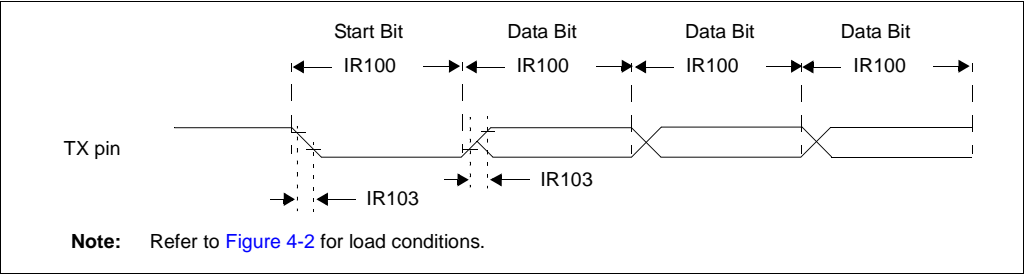 Start Bit Data Bit Data Bit Data Bit
IR100 IR100 IR100 IR100
TX pin
IR103
IR103
Note: Refer to Figure 4-2 for load conditions.